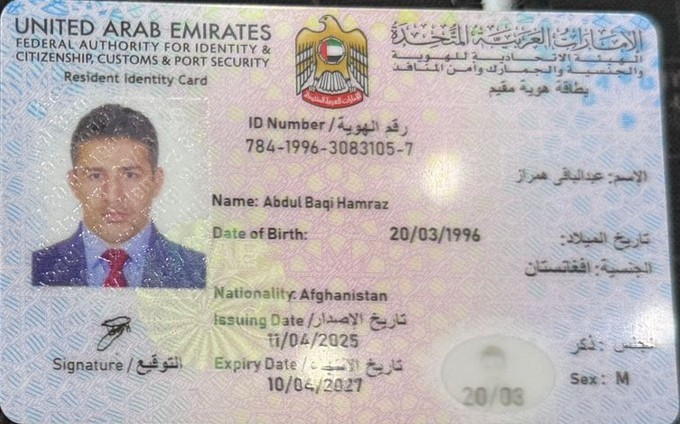 UNITED ARAB EMIRATES
FEDERAL AUTHORITY FOR IDENTITY &
CITIZENSHIP, CUSTOMS & PORT SECURITY
Resident Identity Card
الإمارات العربية المتحدة
الهيئة الاتحادية للهوية
والجنسية والجمارك وأمن المنافذ
بطاقة هوية مقيم
ID Number / رقم الهوية
784-1996-3083105-7
الاسم: عبدالباقی همراز
Name: Abdul Baqi Hamraz
Date of Birth: 20/03/1996 تاريخ الميلاد:
الجنسية: افغانستان
Nationality: Afghanistan
Issuing Date / تاريخ الإصدار
11/04/2025
Expiry Date / تاريخ
10/04/2027
Signature / التوقيع
الجنس: ذكر
Sex: M
20/03